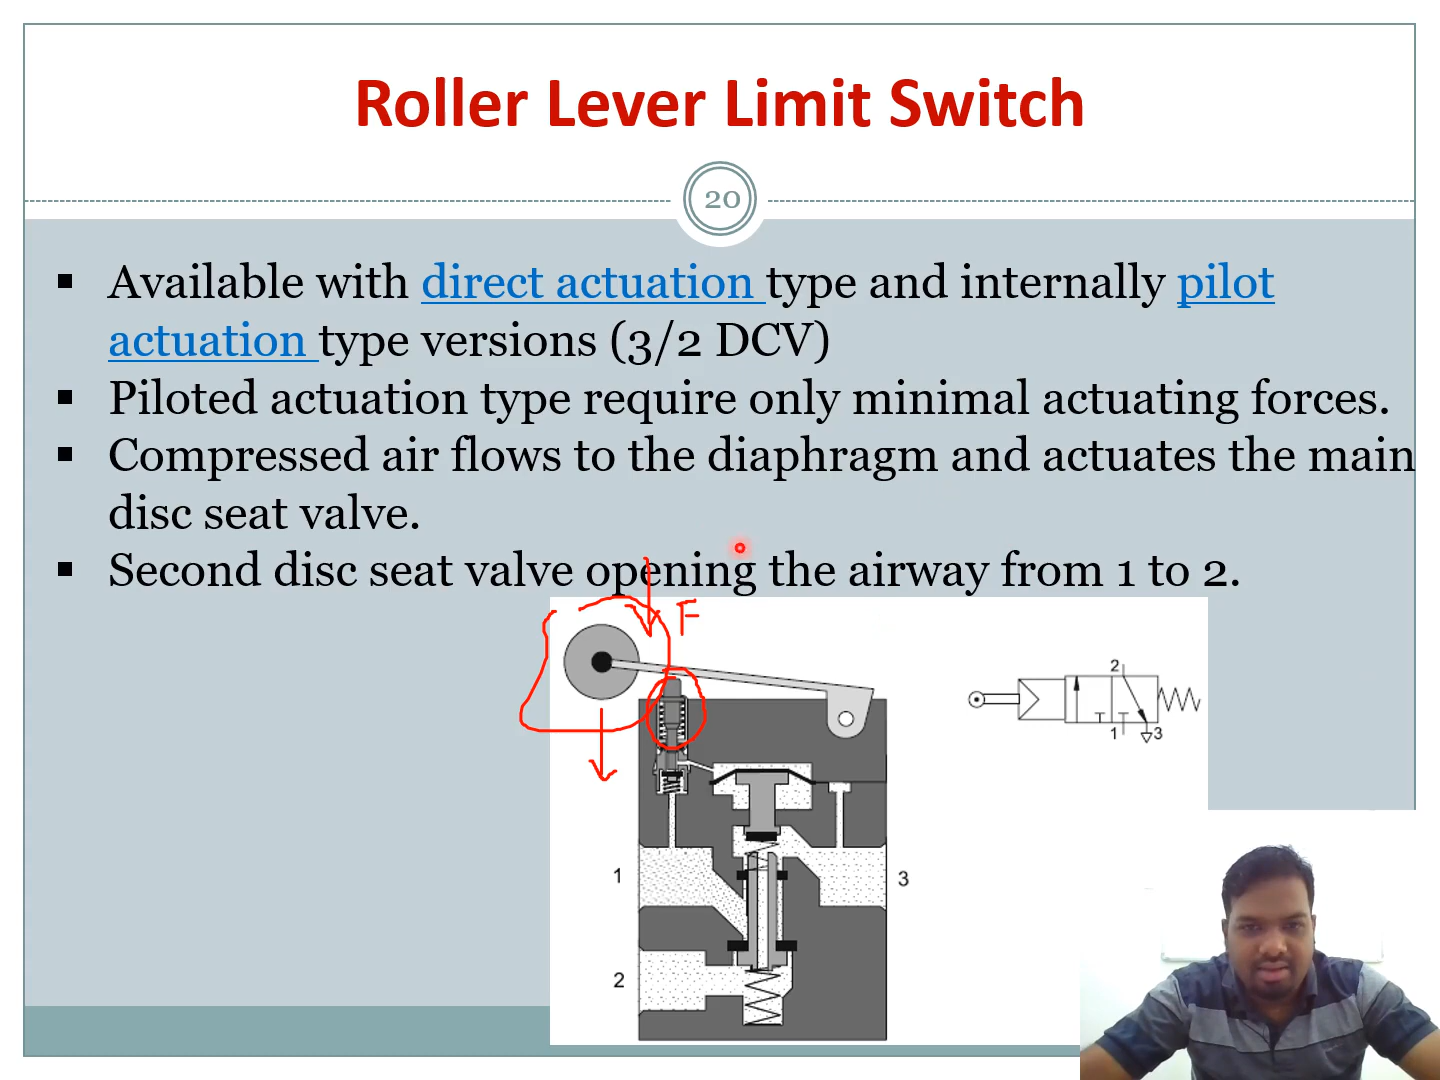 Roller Lever Limit Switch
20
▪ Available with direct actuation type and internally pilot
actuation type versions (3/2 DCV)
▪ Piloted actuation type require only minimal actuating forces.
▪ Compressed air flows to the diaphragm and actuates the main
disc seat valve.
▪ Second disc seat valve opening the airway from 1 to 2.
F
2
1 3
1
3
2